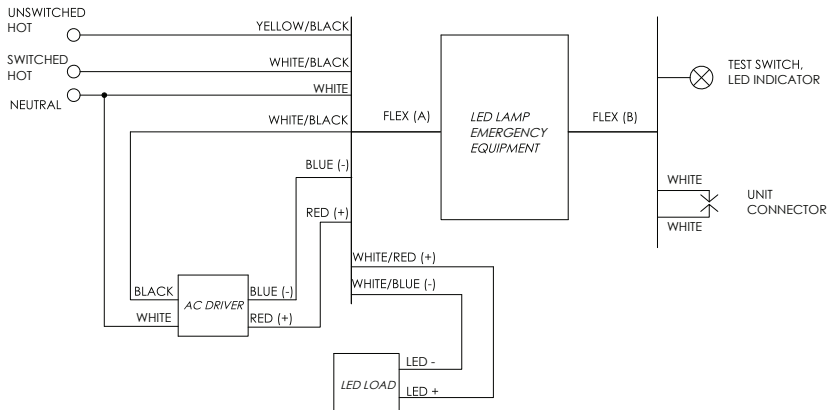 UNSWITCHED
HOT
YELLOW/BLACK
SWITCHED
HOT
WHITE/BLACK
NEUTRAL
WHITE
WHITE/BLACK
FLEX (A)
LED LAMP
EMERGENCY
EQUIPMENT
FLEX (B)
TEST SWITCH,
LED INDICATOR
BLUE (-)
RED (+)
WHITE
UNIT
CONNECTOR
WHITE
WHITE/RED (+)
WHITE/BLUE (-)
BLACK
AC DRIVER
BLUE (-)
WHITE
RED (+)
LED LOAD
LED -
LED +